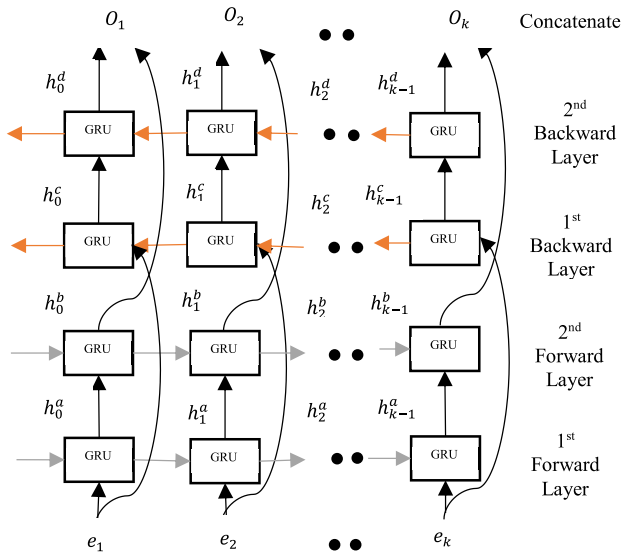 O₁ O₂ Oₖ Concatenate
h₀ᵈ h₁ᵈ h₂ᵈ hₖ₋₁ᵈ
GRU GRU GRU 2ⁿᵈ
Backward
Layer
h₀ᶜ h₁ᶜ h₂ᶜ hₖ₋₁ᶜ
GRU GRU GRU 1ˢᵗ
Backward
Layer
h₀ᵇ h₁ᵇ h₂ᵇ hₖ₋₁ᵇ
GRU GRU GRU 2ⁿᵈ
Forward
Layer
h₀ᵃ h₁ᵃ h₂ᵃ hₖ₋₁ᵃ
GRU GRU GRU 1ˢᵗ
Forward
Layer
e₁ e₂ eₖ